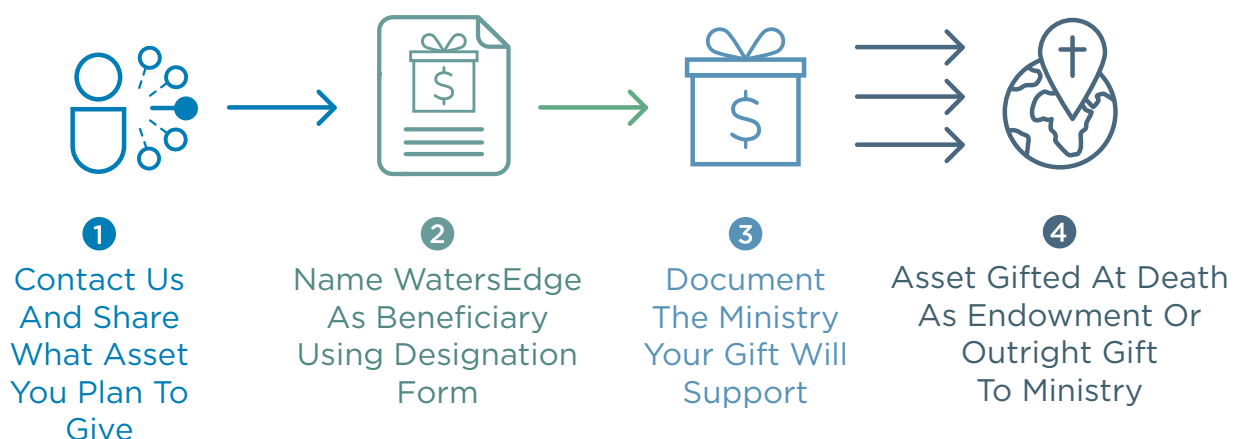 $
$
1
Contact Us
And Share
What Asset
You Plan To
Give
2
Name WatersEdge
As Beneficiary
Using Designation
Form
3
Document
The Ministry
Your Gift Will
Support
4
Asset Gifted At Death
As Endowment Or
Outright Gift
To Ministry